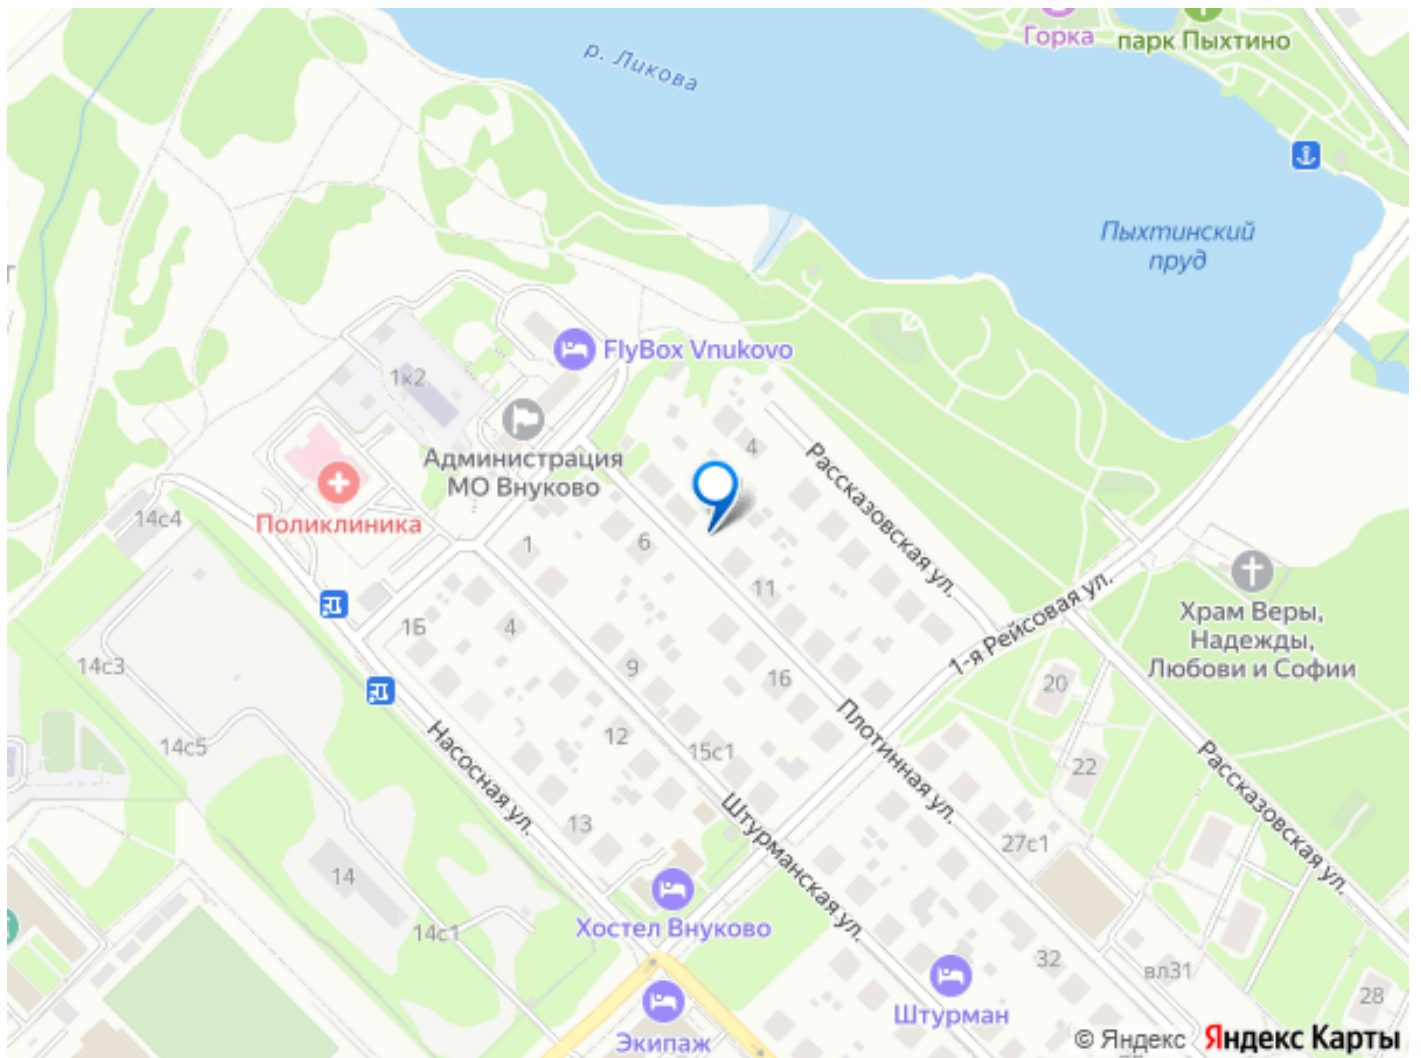 Горка
парк Пыхтино
р. Ликова
Пыхтинский
пруд
FlyBox Vnukovo
1к2
4
Администрация
МО Внуково
Рассказовская ул.
Поликлиника
14с4
1
6
11
1-я Рейсовая ул.
Храм Веры,
Надежды,
Любови и Софии
1Б
4
9
16
20
14с3
14с5
12
15с1
Насосная ул.
Плотинная ул.
22
Рассказовская ул.
13
Штурманская ул.
27с1
14
14с1
Хостел Внуково
32
вл31
28
Штурман
Экипаж
© Яндекс Яндекс Карты